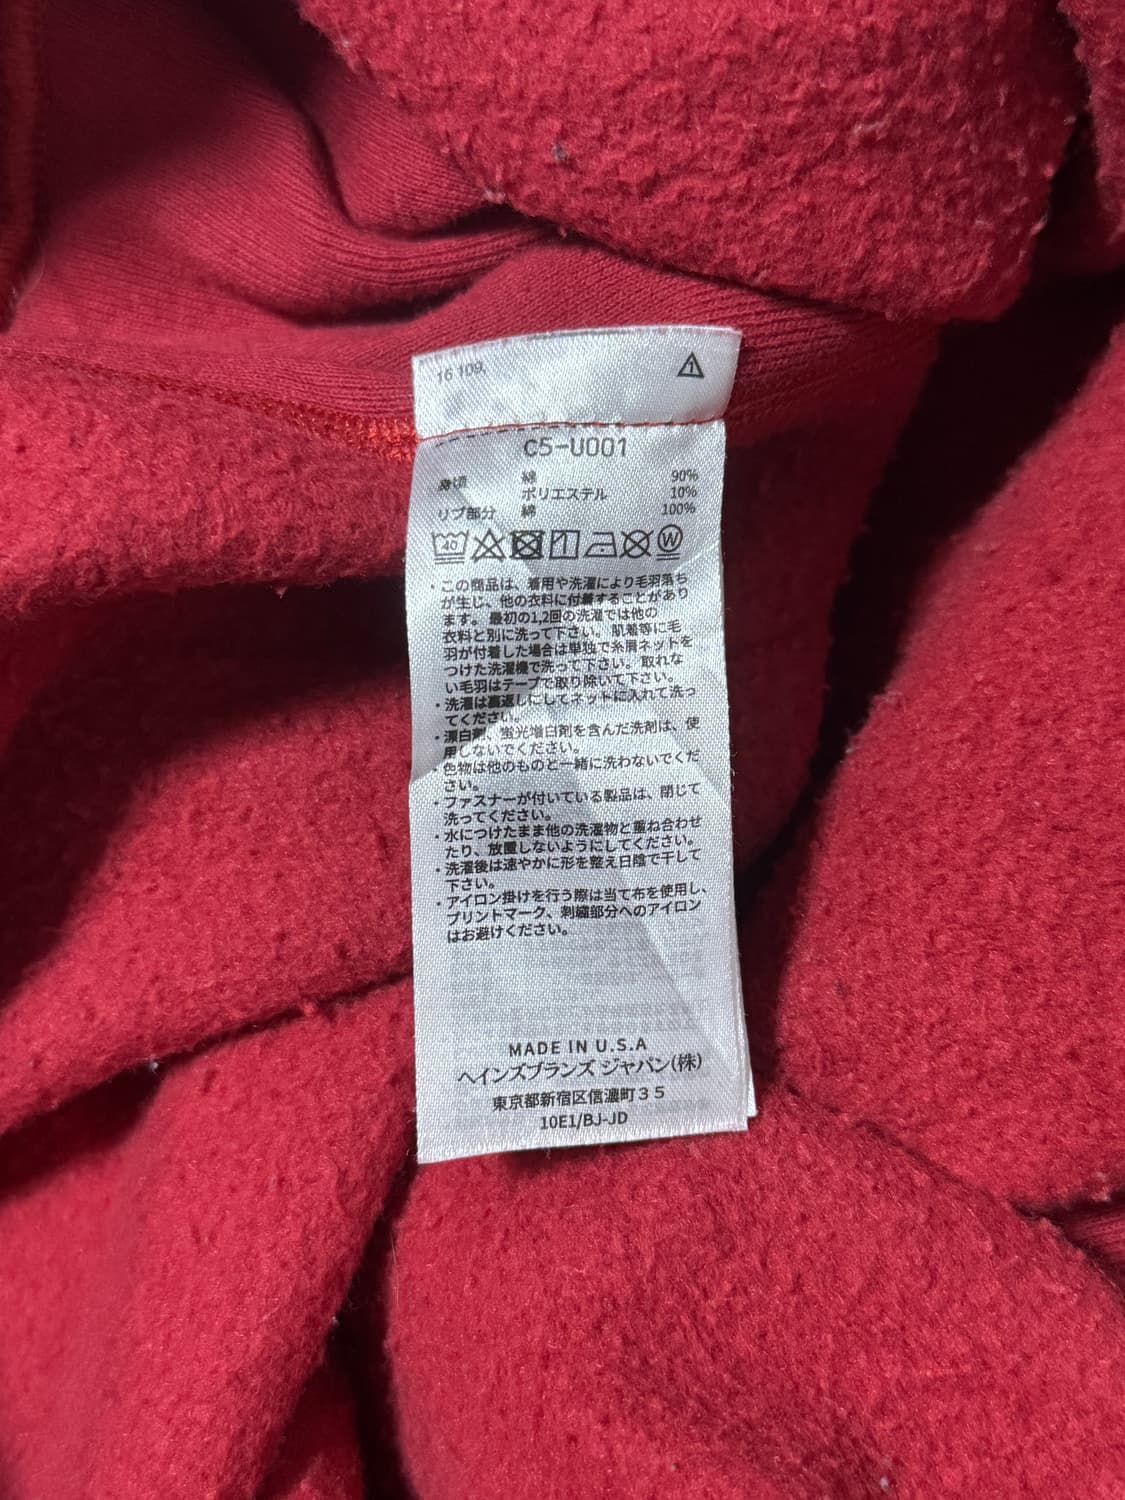 16 109.
1
C5-U001
身頃 綿 90%
ポリエステル 10%
リブ部分 綿 100%
40 W
・この商品は、着用や洗濯により毛羽落ち
が生じ、他の衣料に付着することがあり
ます。最初の1,2回の洗濯では他の
衣料と別に洗って下さい。肌着等に毛
羽が付着した場合は単独で糸屑ネットを
つけた洗濯機で洗って下さい。取れな
い毛羽はテープで取り除いて下さい。
・洗濯は裏返しにしてネットに入れて洗っ
てください。
・漂白剤、蛍光増白剤を含んだ洗剤は、使
用しないでください。
・色物は他のものと一緒に洗わないでくだ
さい。
・ファスナーが付いている製品は、閉じて
洗ってください。
・水につけたまま他の洗濯物と重ね合わせ
たり、放置しないようにしてください。
・洗濯後は速やかに形を整え日陰で干して
下さい。
・アイロン掛けを行う際は当て布を使用し、
プリントマーク、刺繍部分へのアイロン
はお避けください。
MADE IN U.S.A
ヘインズブランズ ジャパン(株)
東京都新宿区信濃町35
10E1/BJ-JD